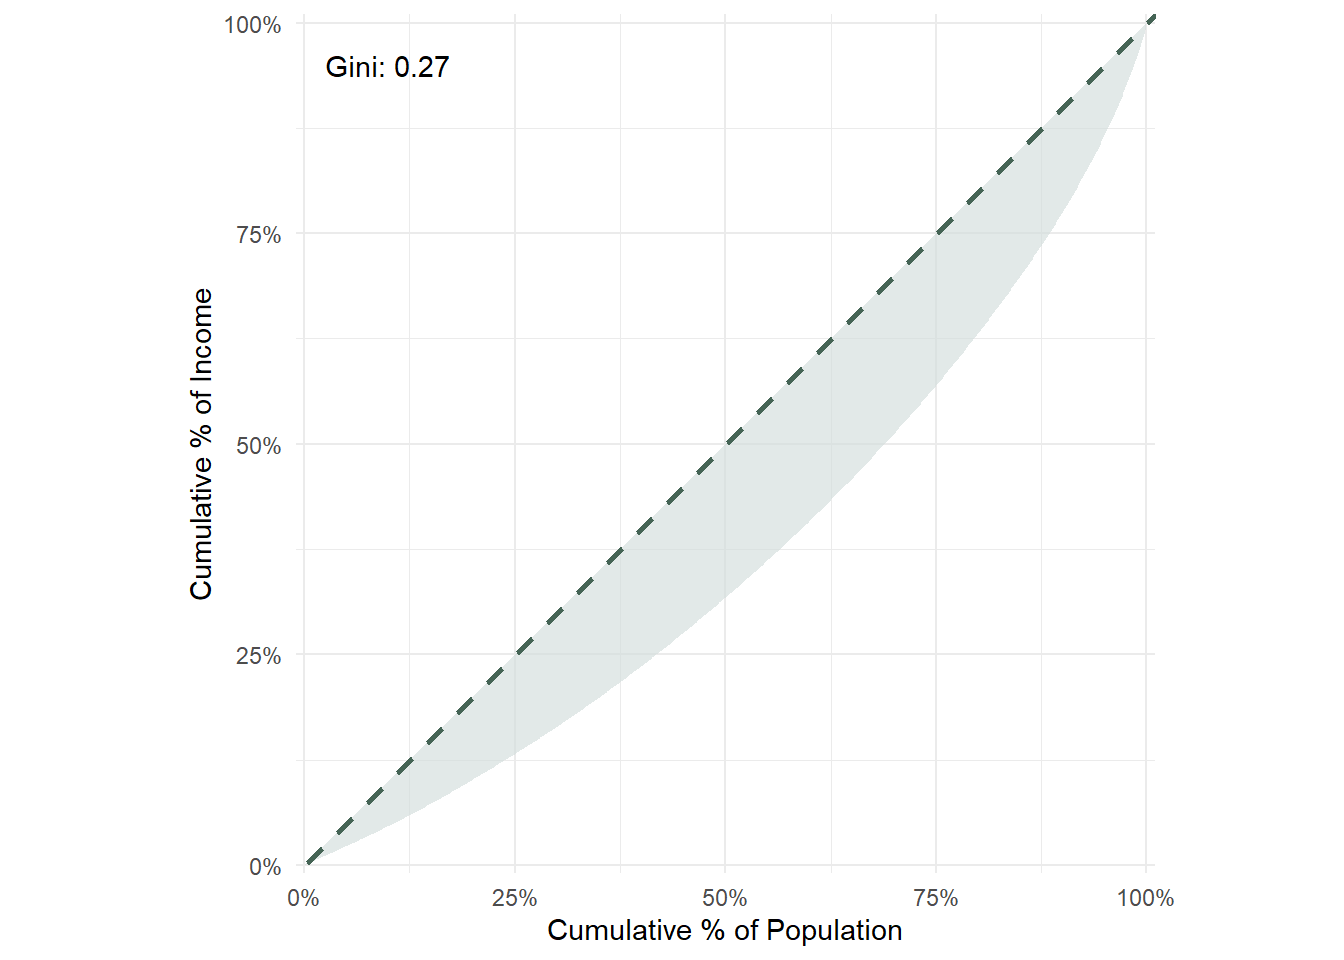 100%
Gini: 0.27
75%
Cumulative % of Income
50%
25%
0%
0% 25% 50% 75% 100%
Cumulative % of Population